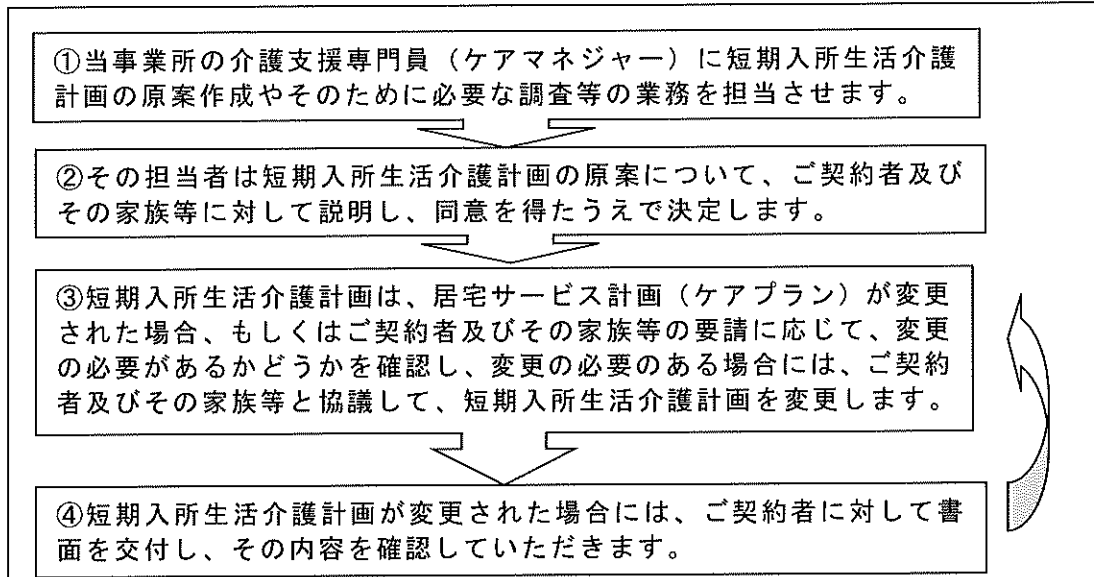 ①当事業所の介護支援専門員（ケアマネジャー）に短期入所生活介護
計画の原案作成やそのために必要な調査等の業務を担当させます。
②その担当者は短期入所生活介護計画の原案について、ご契約者及び
その家族等に対して説明し、同意を得たうえで決定します。
③短期入所生活介護計画は、居宅サービス計画（ケアプラン）が変更
された場合、もしくはご契約者及びその家族等の要請に応じて、変更
の必要があるかどうかを確認し、変更の必要のある場合には、ご契約
者及びその家族等と協議して、短期入所生活介護計画を変更します。
④短期入所生活介護計画が変更された場合には、ご契約者に対して書
面を交付し、その内容を確認していただきます。